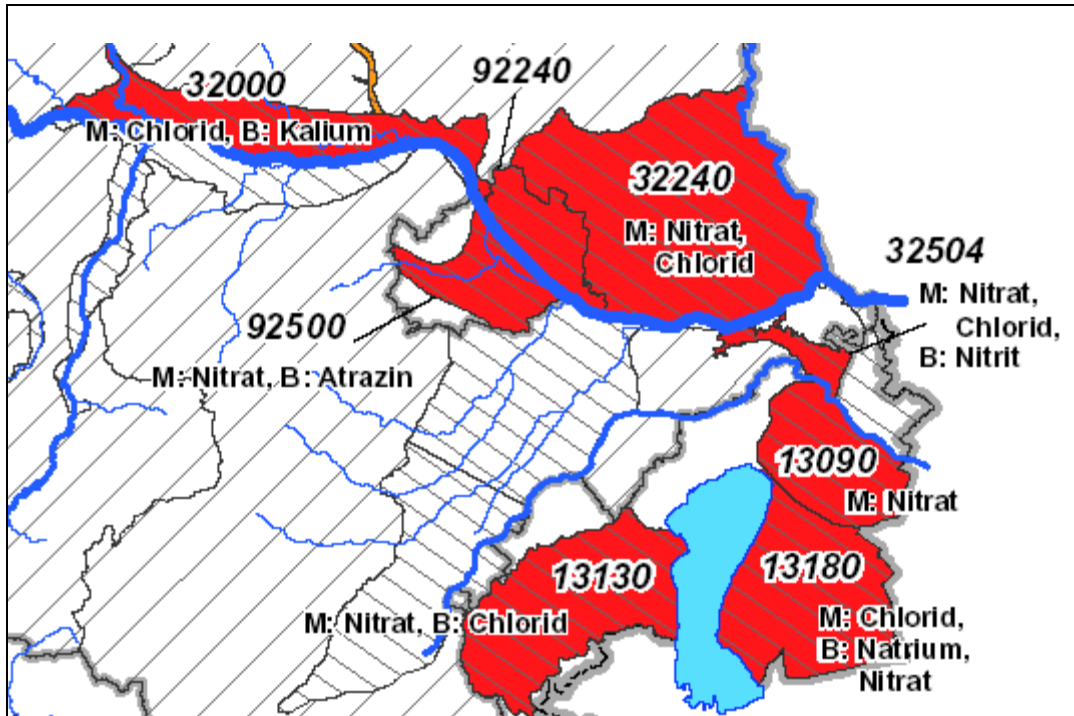 92240
32000
M: Chlorid, B: Kalium
32240
M: Nitrat,
Chlorid
32504
M: Nitrat,
Chlorid,
B: Nitrit
92500
M: Nitrat, B: Atrazin
13090
M: Nitrat
13130
13180
M: Nitrat, B: Chlorid
M: Chlorid,
B: Natrium,
Nitrat